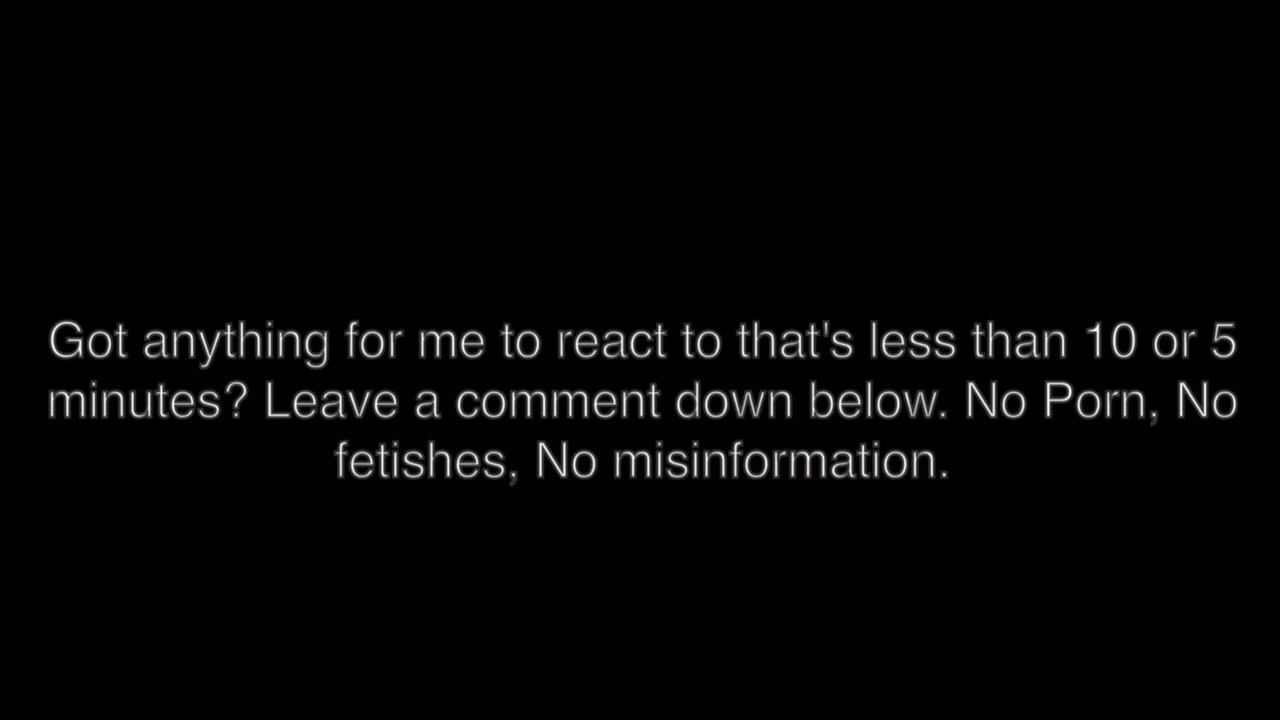 Got anything for me to react to that's less than 10 or 5
minutes? Leave a comment down below. No Porn, No
fetishes, No misinformation.